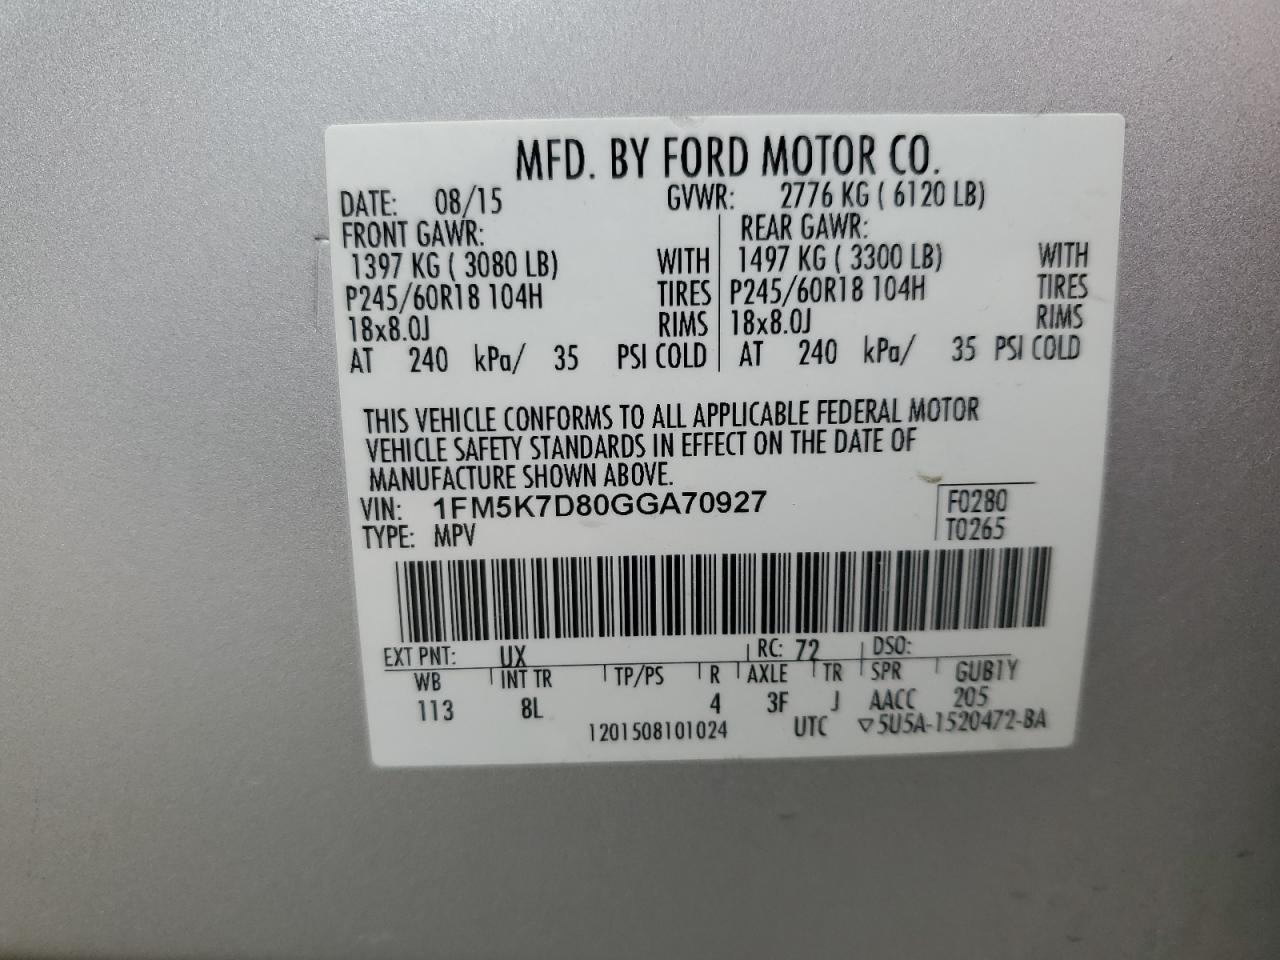 MFD. BY FORD MOTOR CO.
DATE: 08/15 GVWR: 2776 KG ( 6120 LB)
FRONT GAWR: REAR GAWR:
1397 KG ( 3080 LB) WITH 1497 KG ( 3300 LB) WITH
P245/60R18 104H TIRES P245/60R18 104H TIRES
18x8.0J RIMS 18x8.0J RIMS
AT 240 kPa/ 35 PSI COLD AT 240 kPa/ 35 PSI COLD
THIS VEHICLE CONFORMS TO ALL APPLICABLE FEDERAL MOTOR
VEHICLE SAFETY STANDARDS IN EFFECT ON THE DATE OF
MANUFACTURE SHOWN ABOVE.
VIN: 1FM5K7D80GGA70927 F0280
TYPE: MPV T0265
EXT PNT: UX RC: 72 DSO:
WB INT TR TP/PS R AXLE TR SPR GUB1Y
113 8L 4 3F J AACC 205
1201508101024 UTC ▽5U5A-1520472-BA